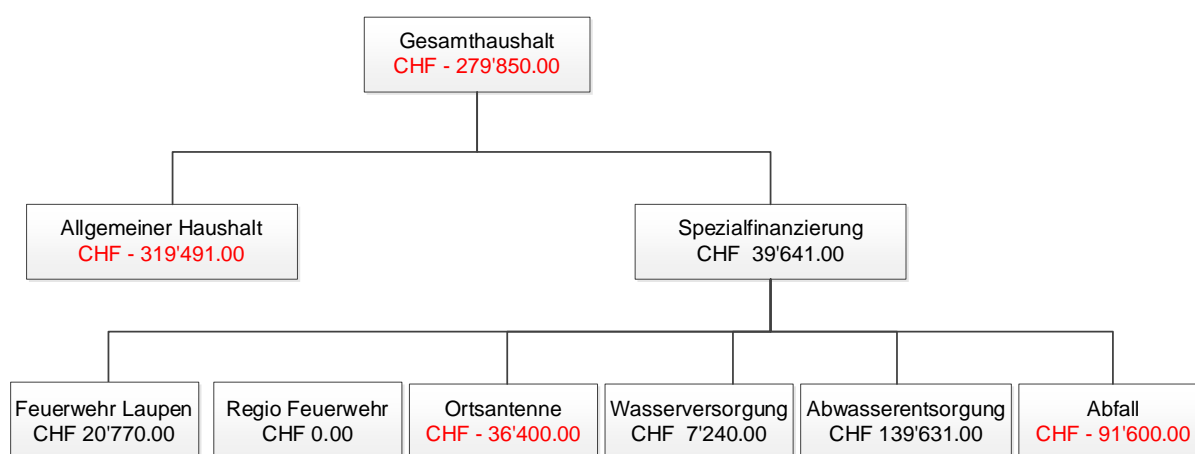 Gesamthaushalt
CHF - 279'850.00
Allgemeiner Haushalt
CHF - 319'491.00
Spezialfinanzierung
CHF 39'641.00
Feuerwehr Laupen
CHF 20'770.00
Regio Feuerwehr
CHF 0.00
Ortsantenne
CHF - 36'400.00
Wasserversorgung
CHF 7'240.00
Abwasserentsorgung
CHF 139'631.00
Abfall
CHF - 91'600.00